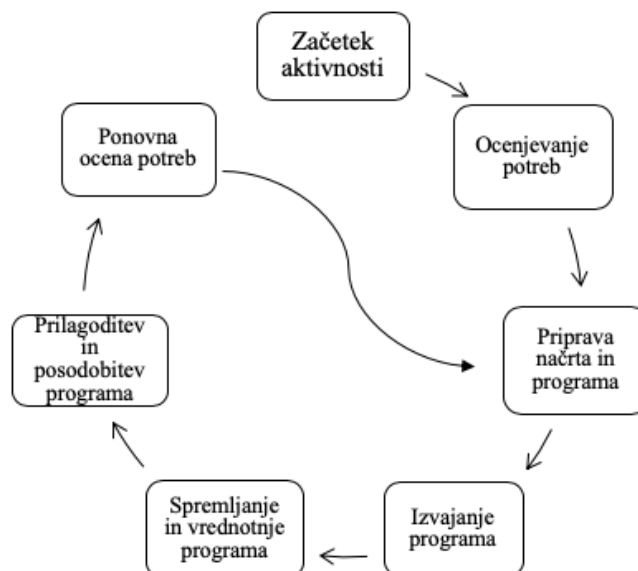 Začetek
aktivnosti
Ocenjevanje
potreb
Priprava
načrta in
programa
Izvajanje
programa
Spremljanje
in vrednotnje
programa
Prilagoditev
in
posodobitev
programa
Ponovna
ocena potreb